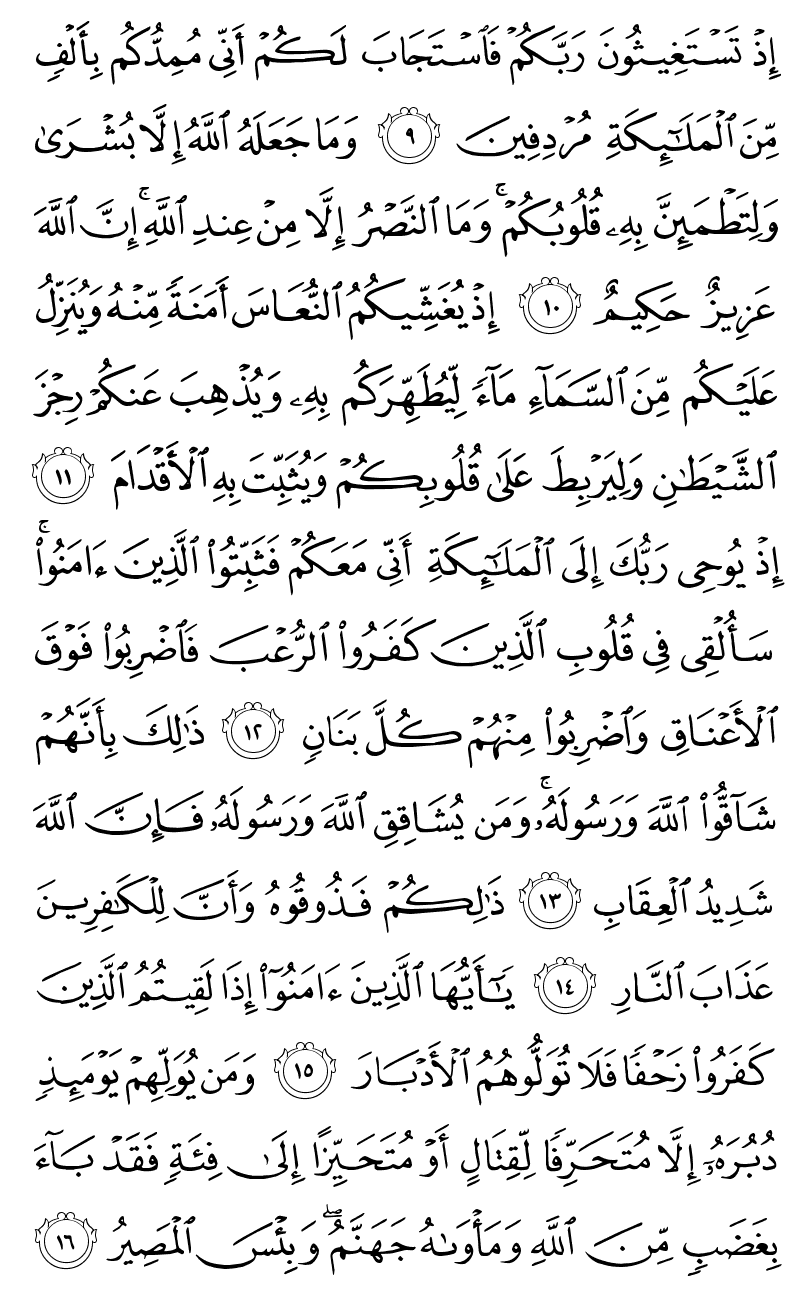 إِذْ تَسْتَغِيثُونَ رَبَّكُمْ فَٱسْتَجَابَ لَكُمْ أَنِّى مُمِدُّكُم بِأَلْفٍ
مِّنَ ٱلْمَلَٰٓئِكَةِ مُرْدِفِينَ ٩ وَمَا جَعَلَهُ ٱللَّهُ إِلَّا بُشْرَىٰ
وَلِتَطْمَئِنَّ بِهِۦ قُلُوبُكُمْ ۚ وَمَا ٱلنَّصْرُ إِلَّا مِنْ عِندِ ٱللَّهِ ۚ إِنَّ ٱللَّهَ
عَزِيزٌ حَكِيمٌ ١٠ إِذْ يُغَشِّيكُمُ ٱلنُّعَاسَ أَمَنَةً مِّنْهُ وَيُنَزِّلُ
عَلَيْكُم مِّنَ ٱلسَّمَآءِ مَآءً لِّيُطَهِّرَكُم بِهِۦ وَيُذْهِبَ عَنكُمْ رِجْزَ
ٱلشَّيْطَٰنِ وَلِيَرْبِطَ عَلَىٰ قُلُوبِكُمْ وَيُثَبِّتَ بِهِ ٱلْأَقْدَامَ ١١
إِذْ يُوحِى رَبُّكَ إِلَى ٱلْمَلَٰٓئِكَةِ أَنِّى مَعَكُمْ فَثَبِّتُوا۟ ٱلَّذِينَ ءَامَنُوا۟ ۚ
سَأُلْقِى فِى قُلُوبِ ٱلَّذِينَ كَفَرُوا۟ ٱلرُّعْبَ فَٱضْرِبُوا۟ فَوْقَ
ٱلْأَعْنَاقِ وَٱضْرِبُوا۟ مِنْهُمْ كُلَّ بَنَانٍ ١٢ ذَٰلِكَ بِأَنَّهُمْ
شَآقُّوا۟ ٱللَّهَ وَرَسُولَهُۥ ۚ وَمَن يُشَاقِقِ ٱللَّهَ وَرَسُولَهُۥ فَإِنَّ ٱللَّهَ
شَدِيدُ ٱلْعِقَابِ ١٣ ذَٰلِكُمْ فَذُوقُوهُ وَأَنَّ لِلْكَٰفِرِينَ
عَذَابَ ٱلنَّارِ ١٤ يَٰٓأَيُّهَا ٱلَّذِينَ ءَامَنُوٓا۟ إِذَا لَقِيتُمُ ٱلَّذِينَ
كَفَرُوا۟ زَحْفًا فَلَا تُوَلُّوهُمُ ٱلْأَدْبَارَ ١٥ وَمَن يُوَلِّهِمْ يَوْمَئِذٍ
دُبُرَهُۥٓ إِلَّا مُتَحَرِّفًا لِّقِتَالٍ أَوْ مُتَحَيِّزًا إِلَىٰ فِئَةٍ فَقَدْ بَآءَ
بِغَضَبٍ مِّنَ ٱللَّهِ وَمَأْوَىٰهُ جَهَنَّمُ ۖ وَبِئْسَ ٱلْمَصِيرُ ١٦